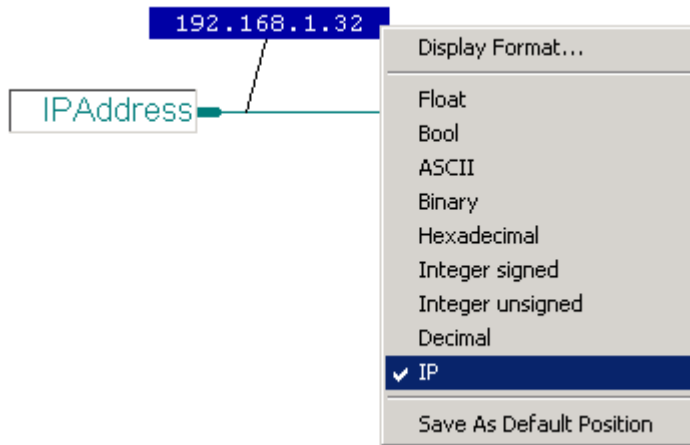 192.168.1.32
IPAddress
Display Format...
Float
Bool
ASCII
Binary
Hexadecimal
Integer signed
Integer unsigned
Decimal
IP
Save As Default Position